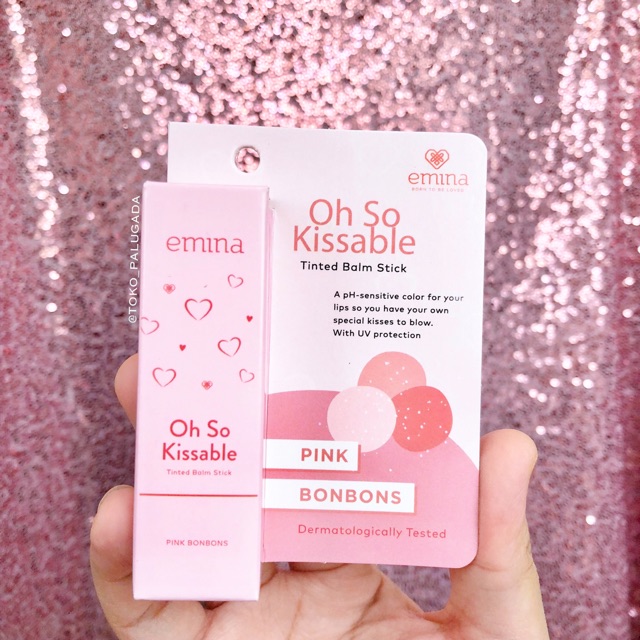 emina
BORN TO BE LOVED
Oh So
Kissable
Tinted Balm Stick
A pH-sensitive color for your
lips so you have your own
special kisses to blow.
With UV protection
PINK
BONBONS
Dermatologically Tested
emina
Oh So
Kissable
Tinted Balm Stick
PINK BONBONS
@TOKO_PALUGADA